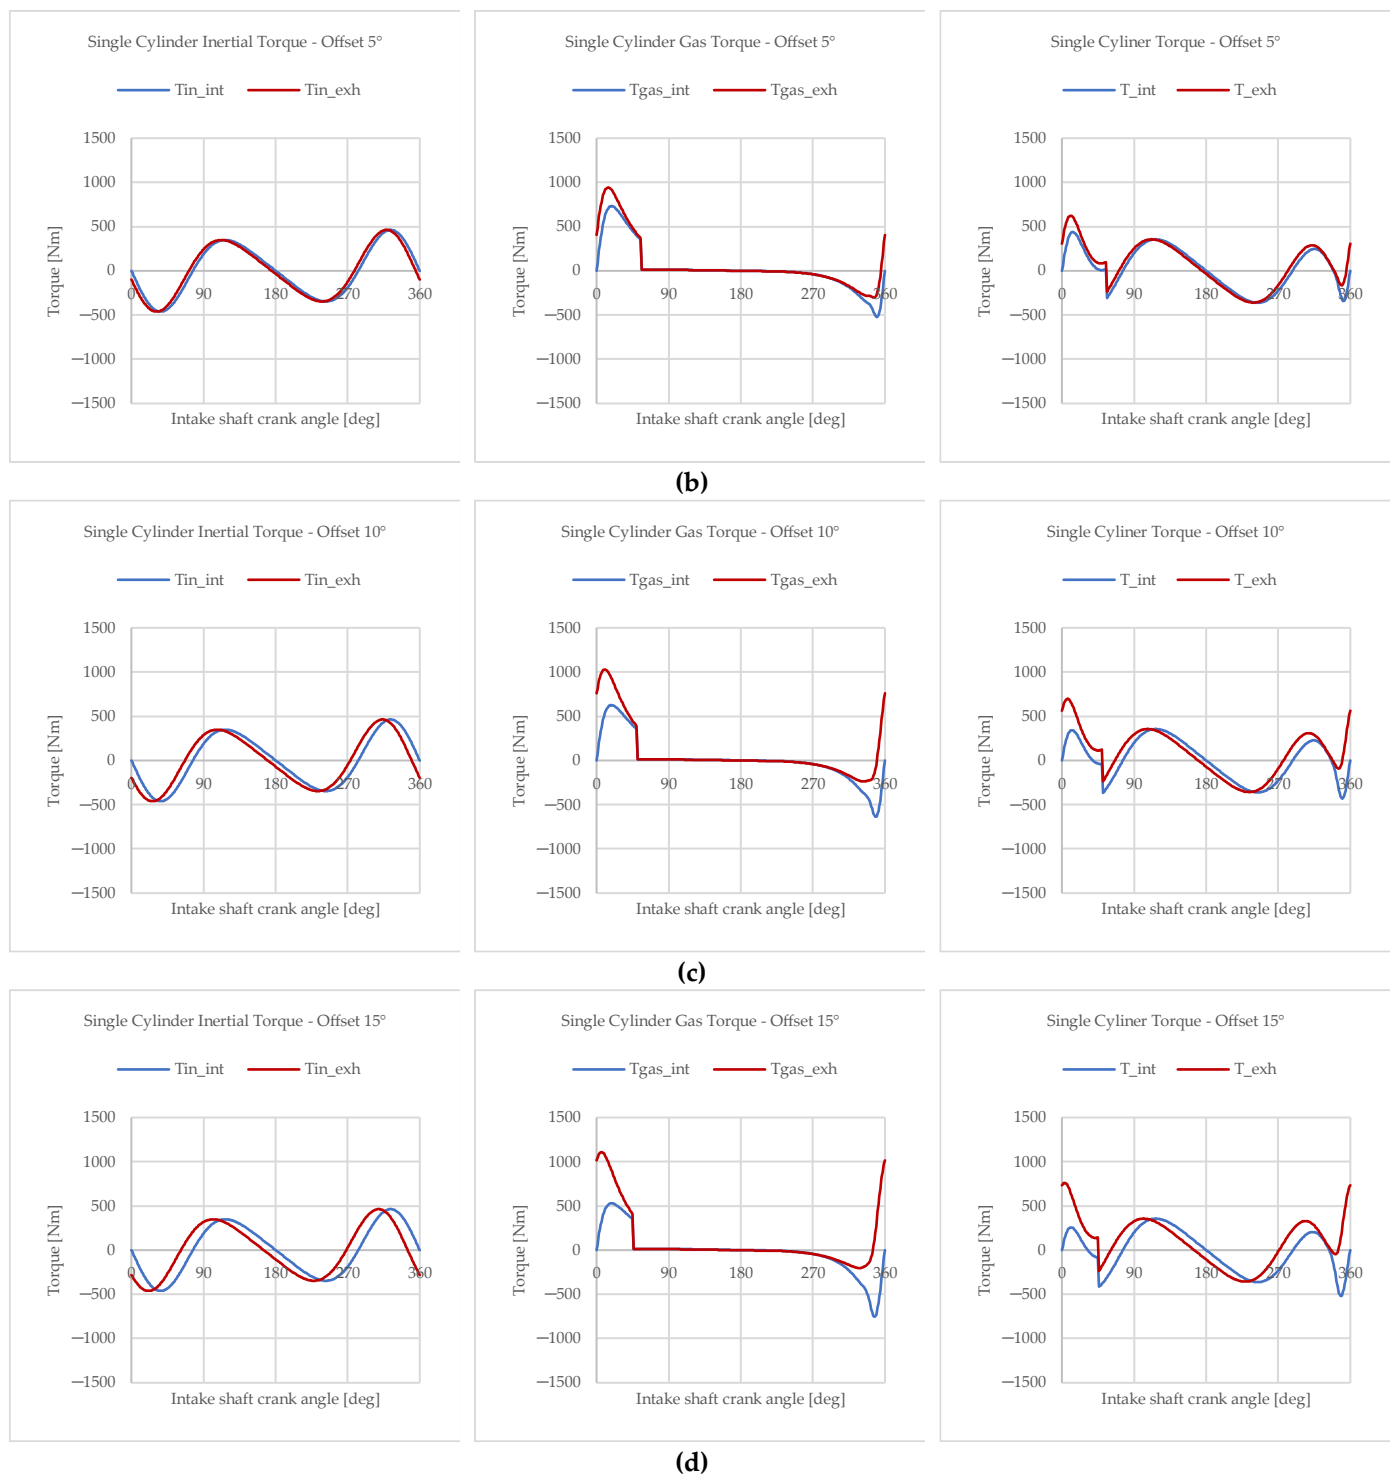 Single Cylinder Inertial Torque - Offset 5°
Tin_int Tin_exh
1500
1000
500
0
−500
−1000
−1500
0 90 180 270 360
Torque [Nm]
Intake shaft crank angle [deg]
Single Cylinder Gas Torque - Offset 5°
Tgas_int Tgas_exh
1500
1000
500
0
−500
−1000
−1500
0 90 180 270 360
Torque [Nm]
Intake shaft crank angle [deg]
Single Cyliner Torque - Offset 5°
T_int T_exh
1500
1000
500
0
−500
−1000
−1500
0 90 180 270 360
Torque [Nm]
Intake shaft crank angle [deg]
(b)
Single Cylinder Inertial Torque - Offset 10°
Tin_int Tin_exh
1500
1000
500
0
−500
−1000
−1500
0 90 180 270 360
Torque [Nm]
Intake shaft crank angle [deg]
Single Cylinder Gas Torque - Offset 10°
Tgas_int Tgas_exh
1500
1000
500
0
−500
−1000
−1500
0 90 180 270 360
Torque [Nm]
Intake shaft crank angle [deg]
Single Cyliner Torque - Offset 10°
T_int T_exh
1500
1000
500
0
−500
−1000
−1500
0 90 180 270 360
Torque [Nm]
Intake shaft crank angle [deg]
(c)
Single Cylinder Inertial Torque - Offset 15°
Tin_int Tin_exh
1500
1000
500
0
−500
−1000
−1500
0 90 180 270 360
Torque [Nm]
Intake shaft crank angle [deg]
Single Cylinder Gas Torque - Offset 15°
Tgas_int Tgas_exh
1500
1000
500
0
−500
−1000
−1500
0 90 180 270 360
Torque [Nm]
Intake shaft crank angle [deg]
Single Cyliner Torque - Offset 15°
T_int T_exh
1500
1000
500
0
−500
−1000
−1500
0 90 180 270 360
Torque [Nm]
Intake shaft crank angle [deg]
(d)